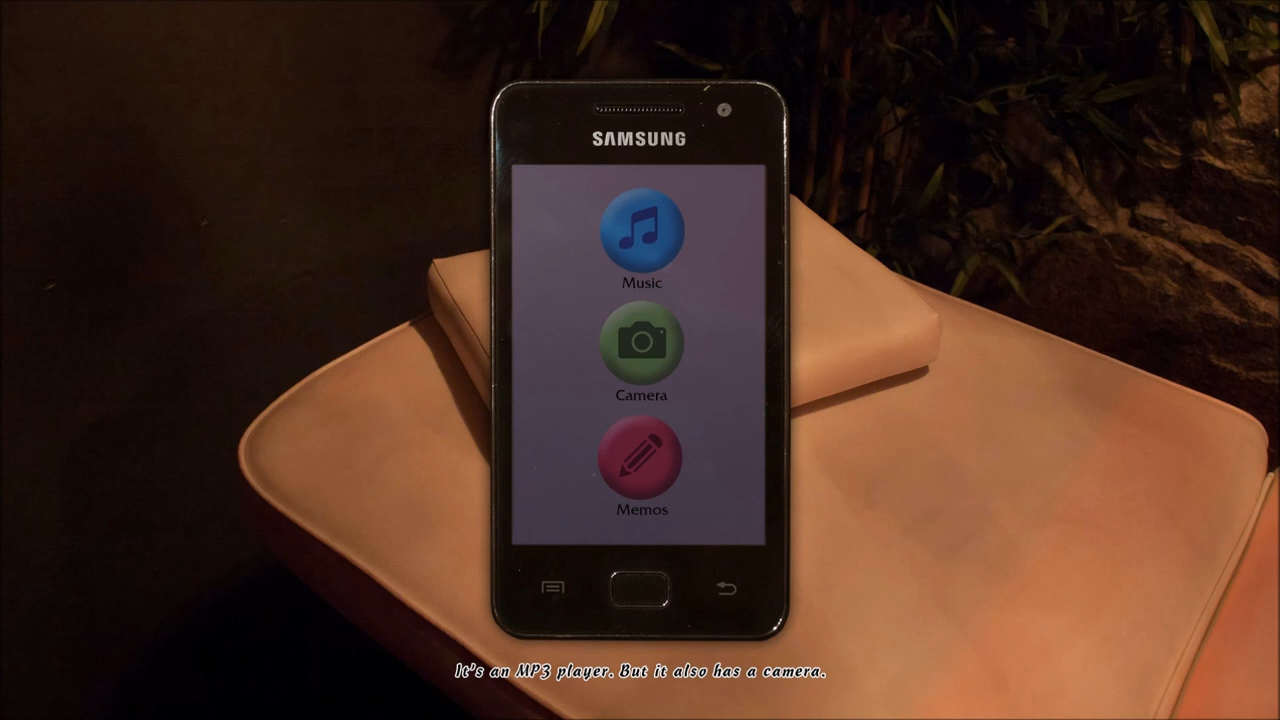 SAMSUNG
Music
Camera
Memos
It's an MP3 player. But it also has a camera.